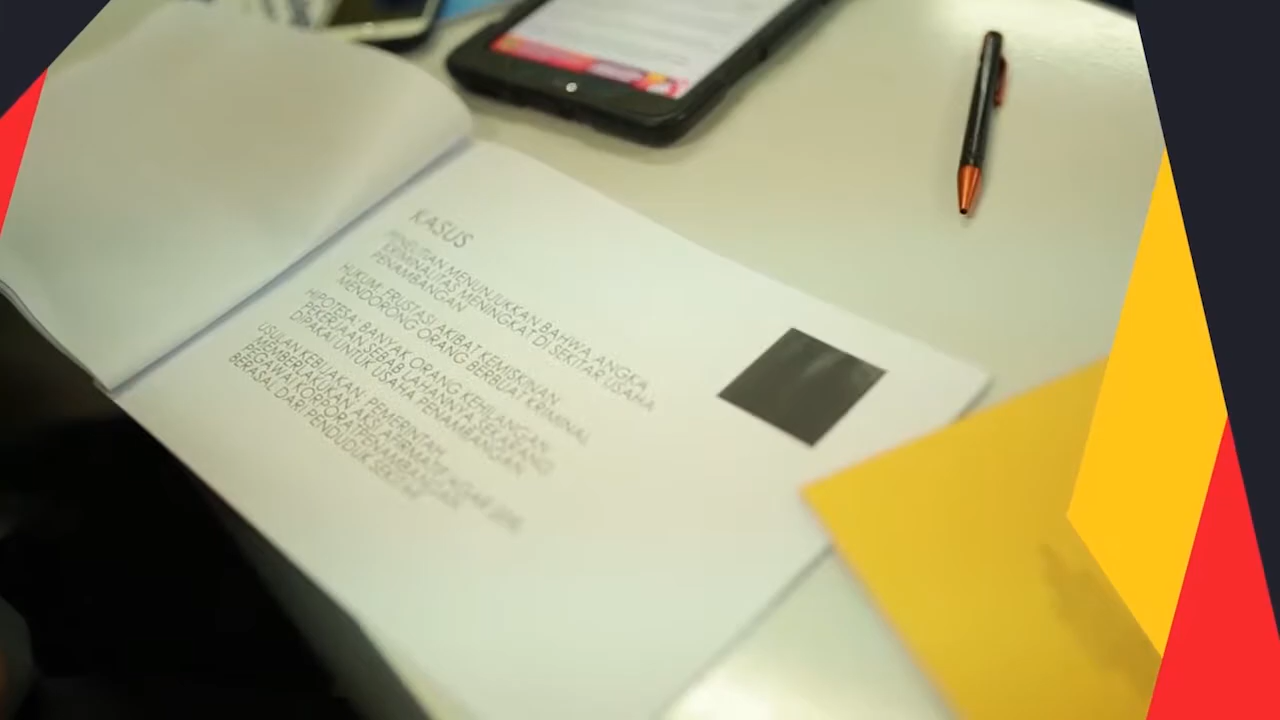 KASUS
PENELITIAN MENUNJUKKAN BAHWA ANGKA
KRIMINALITAS MENINGKAT DI SEKITAR USAHA
PENAMBANGAN
HUKUM: FRUSTASI AKIBAT KEMISKINAN
MENDORONG ORANG BERBUAT KRIMINAL
HIPOTESA: BANYAK ORANG KEHILANGAN
PEKERJAAN SEBAB LAHANNYA SEKARANG
DIPAKAI UNTUK USAHA PENAMBANGAN
USULAN KEBIJAKAN: PEMERINTAH
MEMBERLAKUKAN AKSI AFIRMATIF AGAR
PEGAWAI KORPORAT PENAMBANGAN
BERASAL DARI PENDUDUK SEKITAR